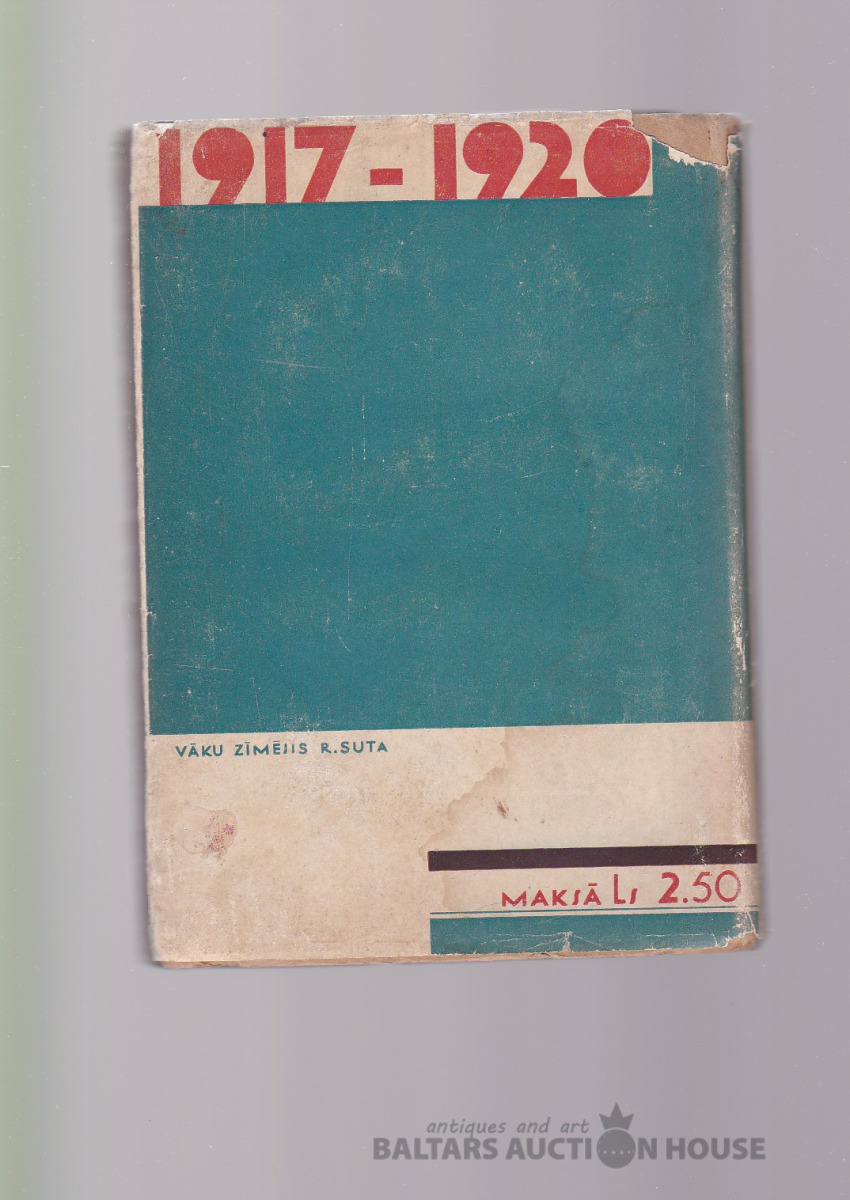 1917-1920
VĀKU ZĪMĒJIS R.SUTA
MAKSĀ Ls 2.50
antiques and art
BALTARS AUCTION HOUSE